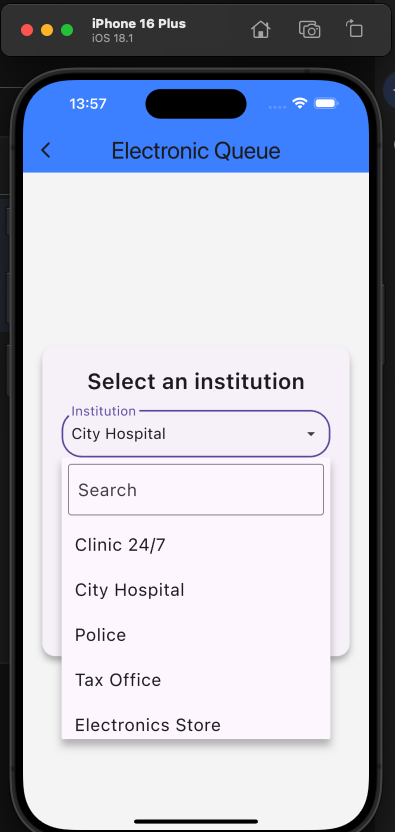 iPhone 16 Plus
iOS 18.1
13:57
Electronic Queue
Select an institution
Institution
City Hospital
Search
Clinic 24/7
City Hospital
Police
Tax Office
Electronics Store